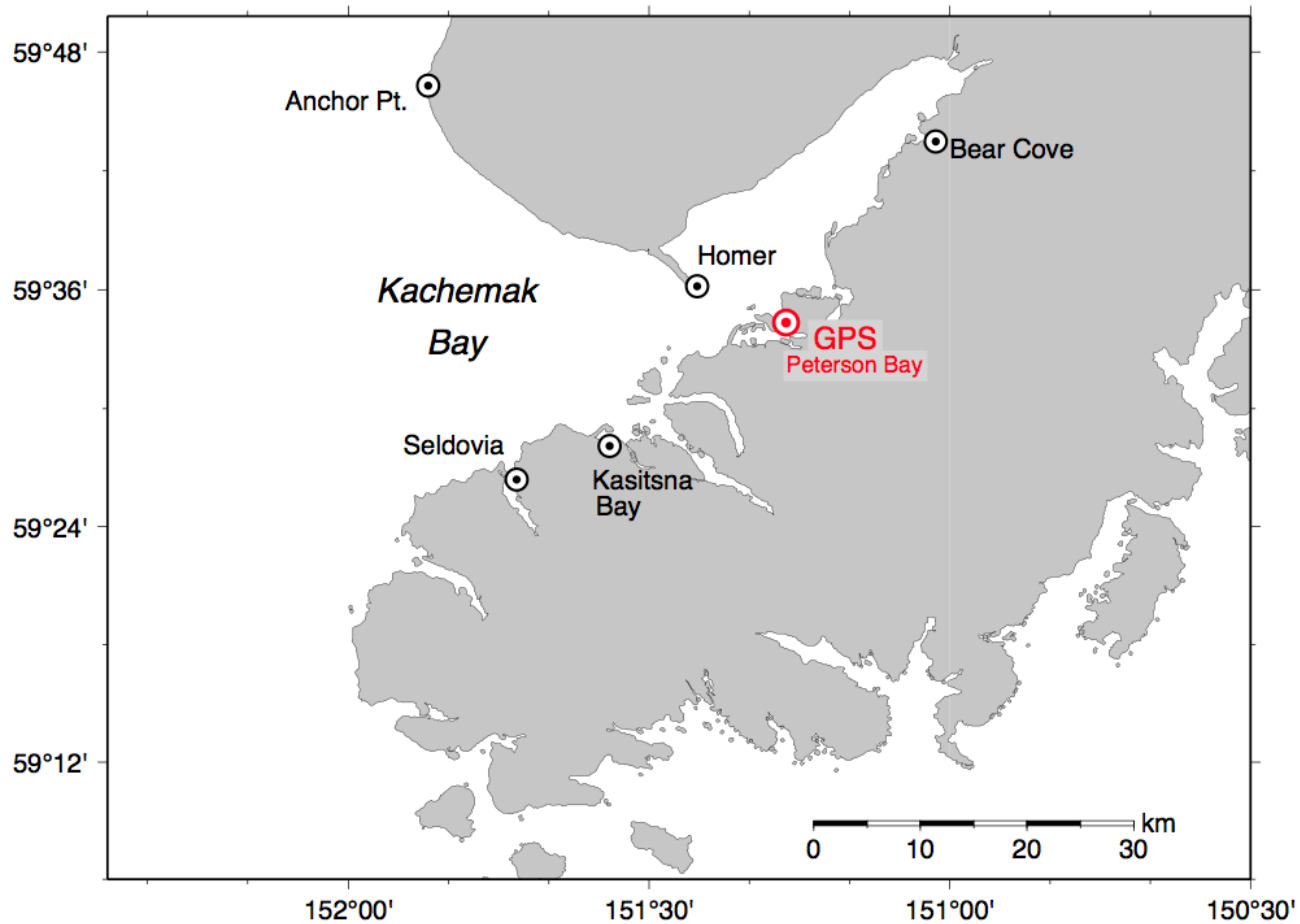 59°48'
Anchor Pt.
Bear Cove
Homer
59°36'
Kachemak
Bay
GPS
Peterson Bay
Seldovia
Kasitsna
Bay
59°24'
59°12'
km
0 10 20 30
152°00' 151°30' 151°00' 150°30'